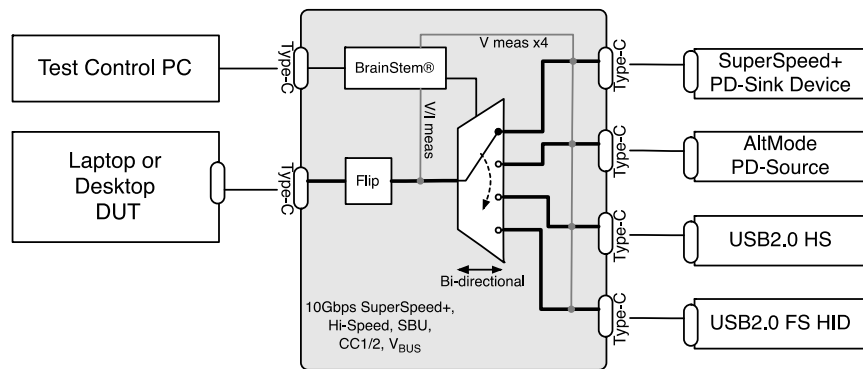 Test Control PC
Type-C
BrainStem®
V meas x4
Type-C
SuperSpeed+
PD-Sink Device
V/I meas
Laptop or
Desktop
DUT
Type-C
Flip
Type-C
AltMode
PD-Source
Type-C
USB2.0 HS
Bi-directional
10Gbps SuperSpeed+,
Hi-Speed, SBU,
CC1/2, VBUS
Type-C
USB2.0 FS HID